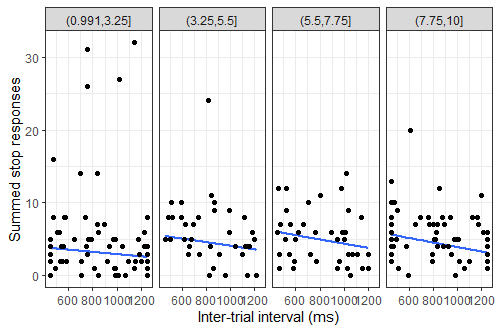 (0.991,3.25] (3.25,5.5] (5.5,7.75] (7.75,10]
Summed stop responses
30
20
10
0
600 800 1000 1200 600 800 1000 1200 600 800 1000 1200 600 800 1000 1200
Inter-trial interval (ms)